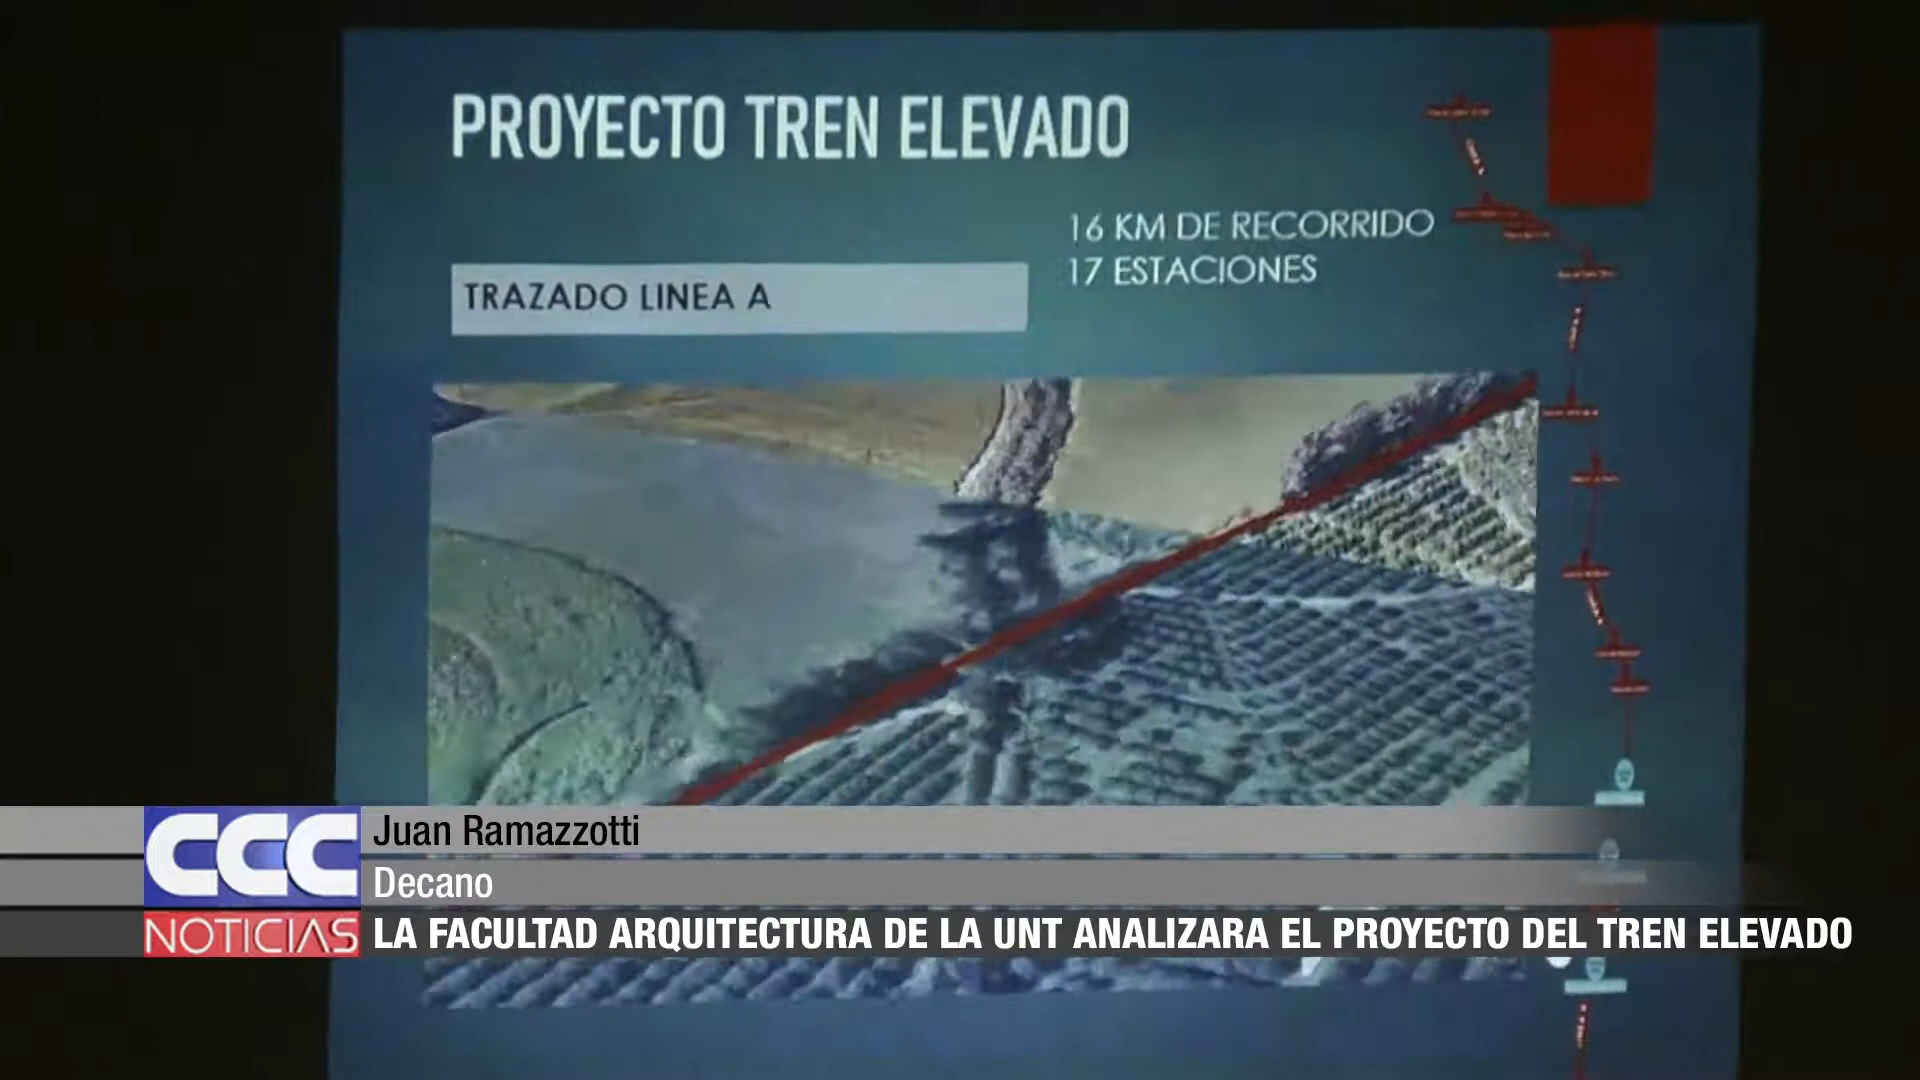 PROYECTO TREN ELEVADO
16 KM DE RECORRIDO
17 ESTACIONES
TRAZADO LINEA A
CCC
NOTICIAS
Juan Ramazzotti
Decano
LA FACULTAD ARQUITECTURA DE LA UNT ANALIZARA EL PROYECTO DEL TREN ELEVADO